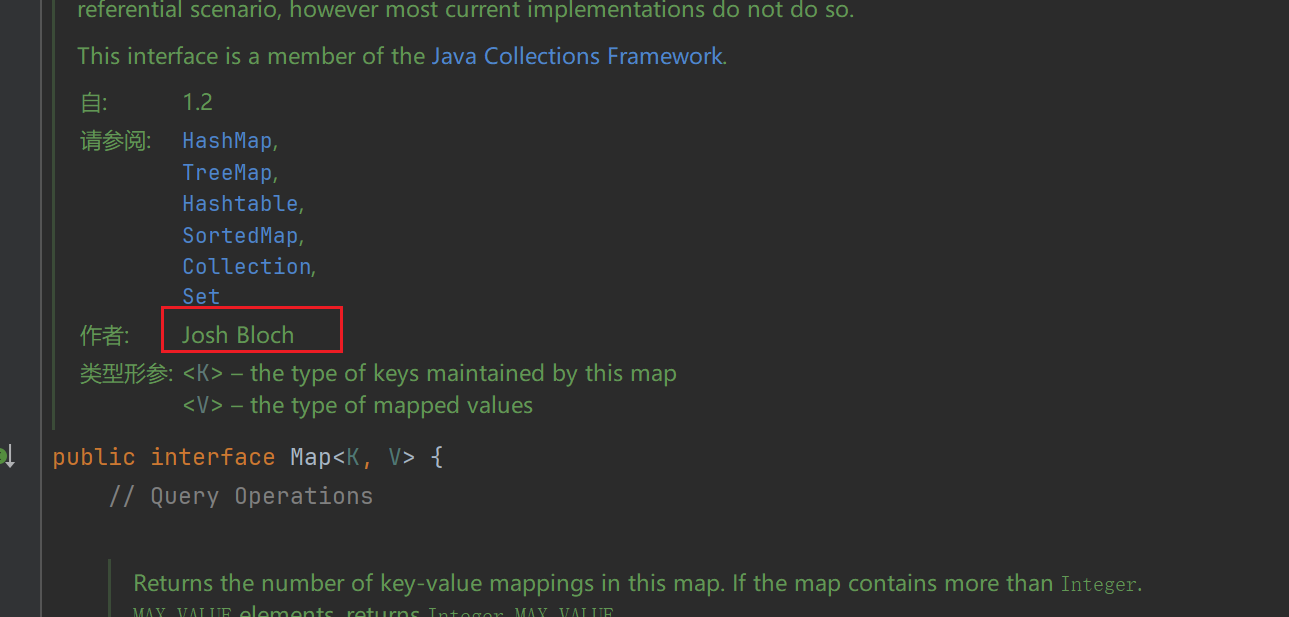 referential scenario, however most current implementations do not do so.
This interface is a member of the Java Collections Framework.
自: 1.2
请参阅: HashMap,
TreeMap,
Hashtable,
SortedMap,
Collection,
Set
作者: Josh Bloch
类型形参: <K> – the type of keys maintained by this map
<V> – the type of mapped values
public interface Map<K, V> {
// Query Operations
Returns the number of key-value mappings in this map. If the map contains more than Integer.
MAX_VALUE elements, returns Integer.MAX_VALUE.